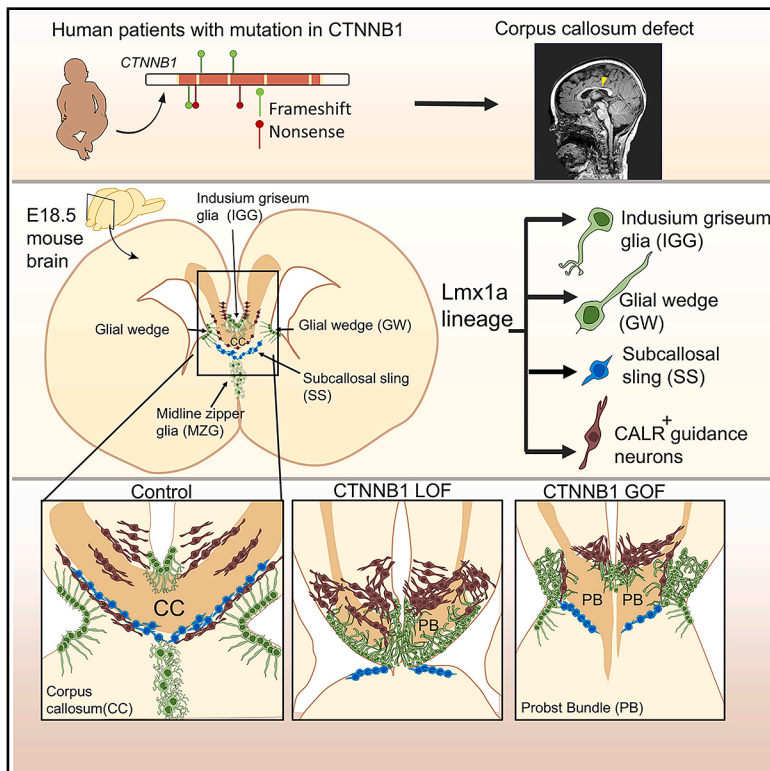 Human patients with mutation in CTNNB1
Corpus callosum defect
CTNNB1
Frameshift
Nonsense
E18.5
mouse
brain
Indusium griseum
glia (IGG)
Glial wedge
CC
Glial wedge (GW)
Subcallosal sling
(SS)
Midline zipper
glia (MZG)
Lmx1a
lineage
Indusium griseum
glia (IGG)
Glial wedge
(GW)
Subcallosal
sling (SS)
CALR+ guidance
neurons
Control
CTNNB1 LOF
CTNNB1 GOF
CC
Corpus
callosum(CC)
PB
PB
PB
Probst Bundle (PB)